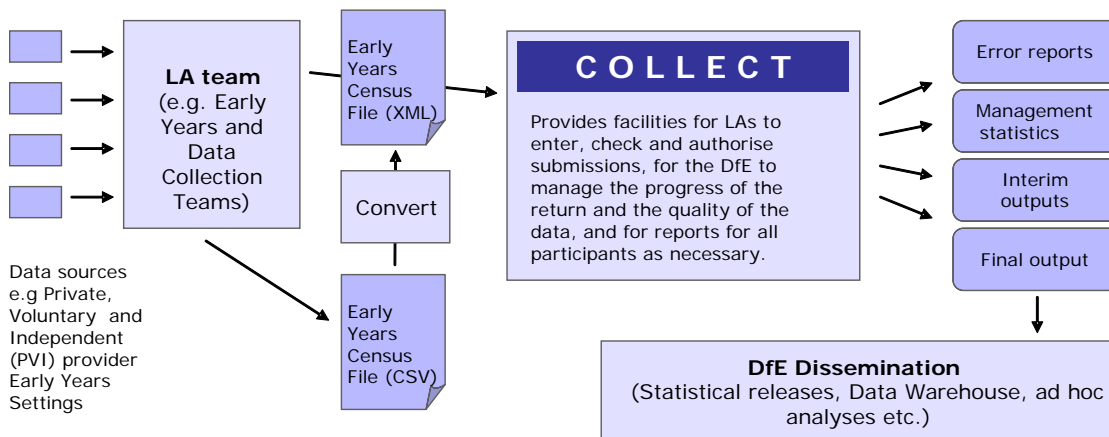 LA team
(e.g. Early
Years and
Data
Collection
Teams)
Data sources
e.g Private,
Voluntary and
Independent
(PVI) provider
Early Years
Settings
Early
Years
Census
File (XML)
Convert
Early
Years
Census
File (CSV)
COLLECT
Provides facilities for LAs to
enter, check and authorise
submissions, for the DfE to
manage the progress of the
return and the quality of the
data, and for reports for all
participants as necessary.
Error reports
Management
statistics
Interim
outputs
Final output
DfE Dissemination
(Statistical releases, Data Warehouse, ad hoc
analyses etc.)